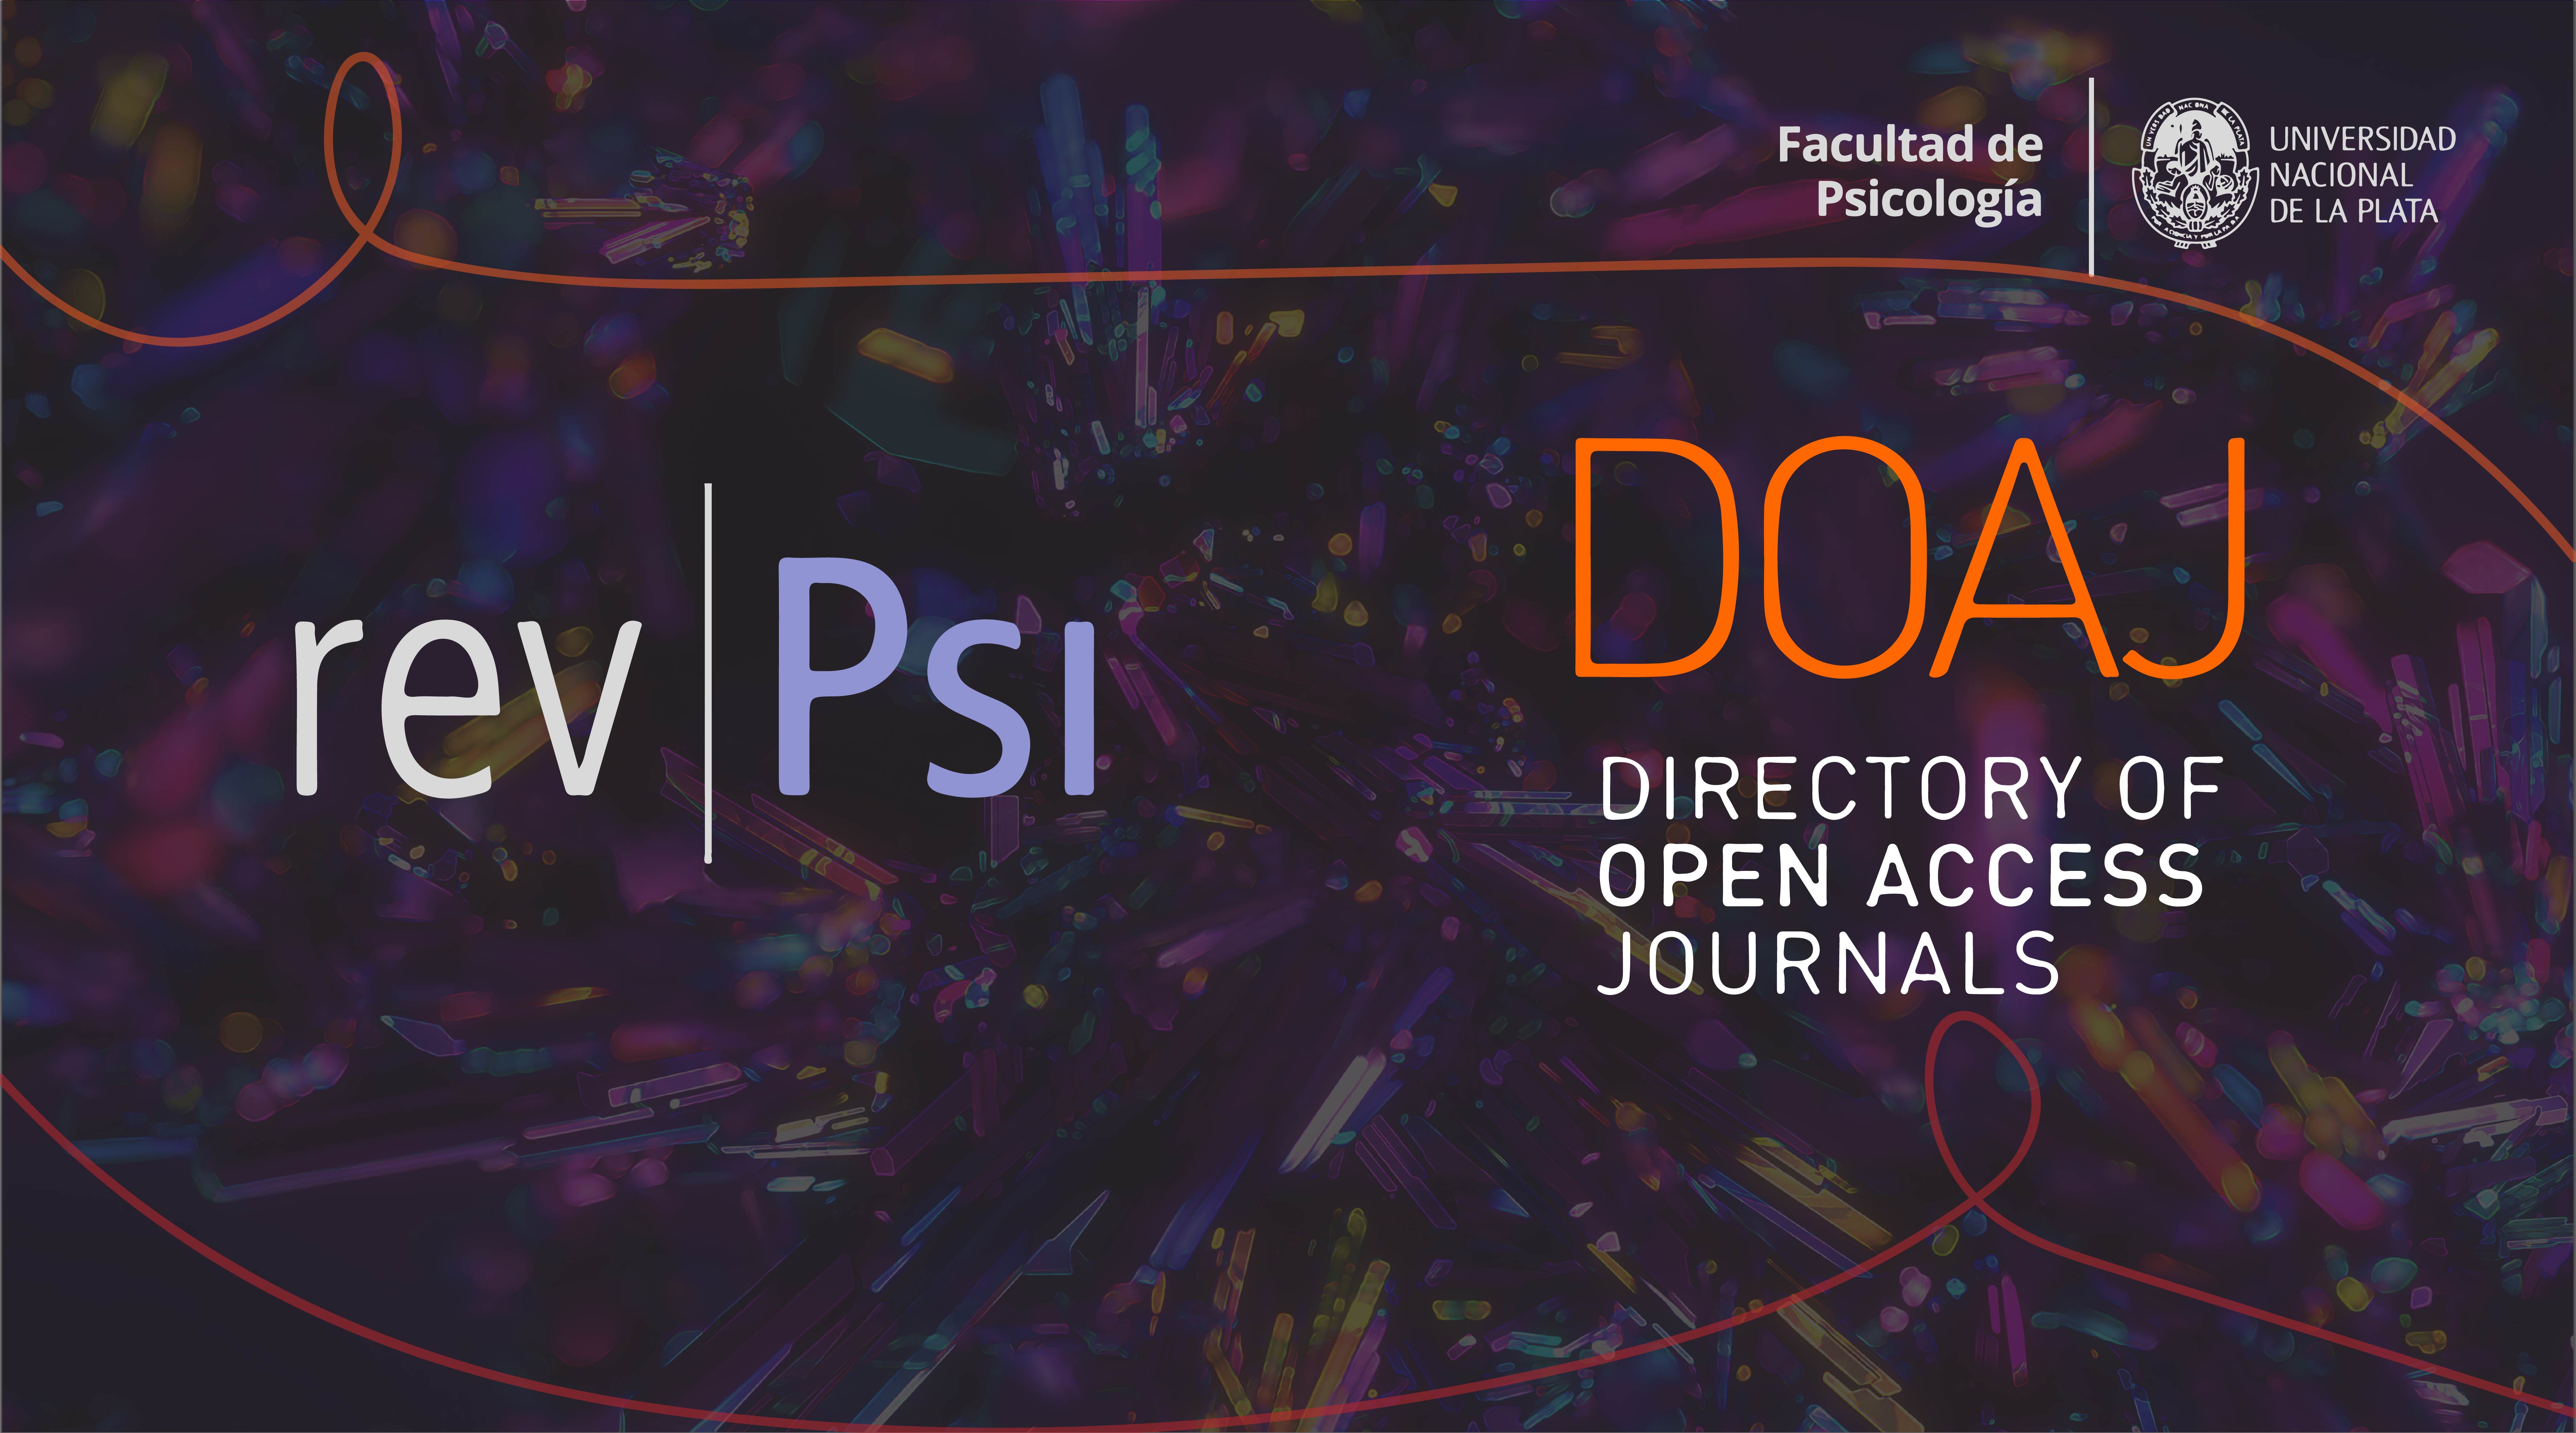 Facultad de
Psicología
UNIVERSIDAD
NACIONAL
DE LA PLATA
rev Psi
DOAJ
DIRECTORY OF
OPEN ACCESS
JOURNALS